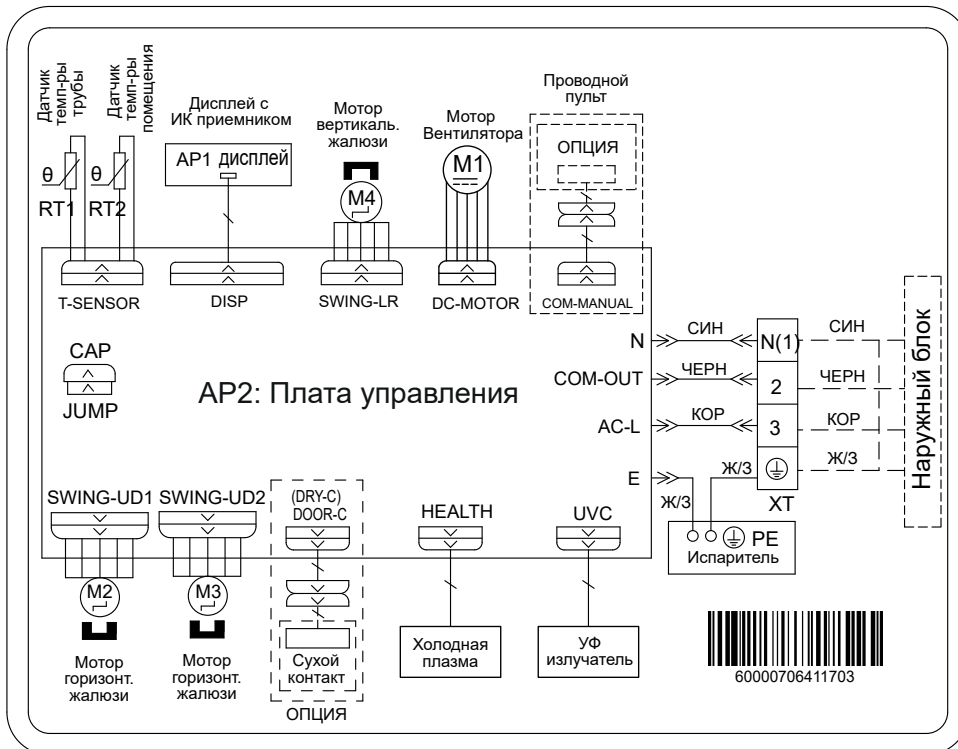 Датчик
темп-ры
трубы
Датчик
темп-ры
помещения
Дисплей с
ИК приемником
Мотор
вертикаль.
жалюзи
Мотор
Вентилятора
Проводной
пульт
AP1 дисплей
ОПЦИЯ
M1
M4
θ
θ
RT1
RT2
T-SENSOR
DISP
SWING-LR
DC-MOTOR
COM-MANUAL
CAP
JUMP
AP2: Плата управления
N
СИН
N(1)
СИН
COM-OUT
ЧЕРН
2
ЧЕРН
AC-L
КОР
3
КОР
E
Ж/З
Ж/З
Ж/З
XT
PE
Испаритель
Наружный блок
SWING-UD1
SWING-UD2
(DRY-C)
DOOR-C
HEALTH
UVC
M2
M3
Мотор
горизонт.
жалюзи
Мотор
горизонт.
жалюзи
Сухой
контакт
ОПЦИЯ
Холодная
плазма
УФ
излучатель
60000706411703